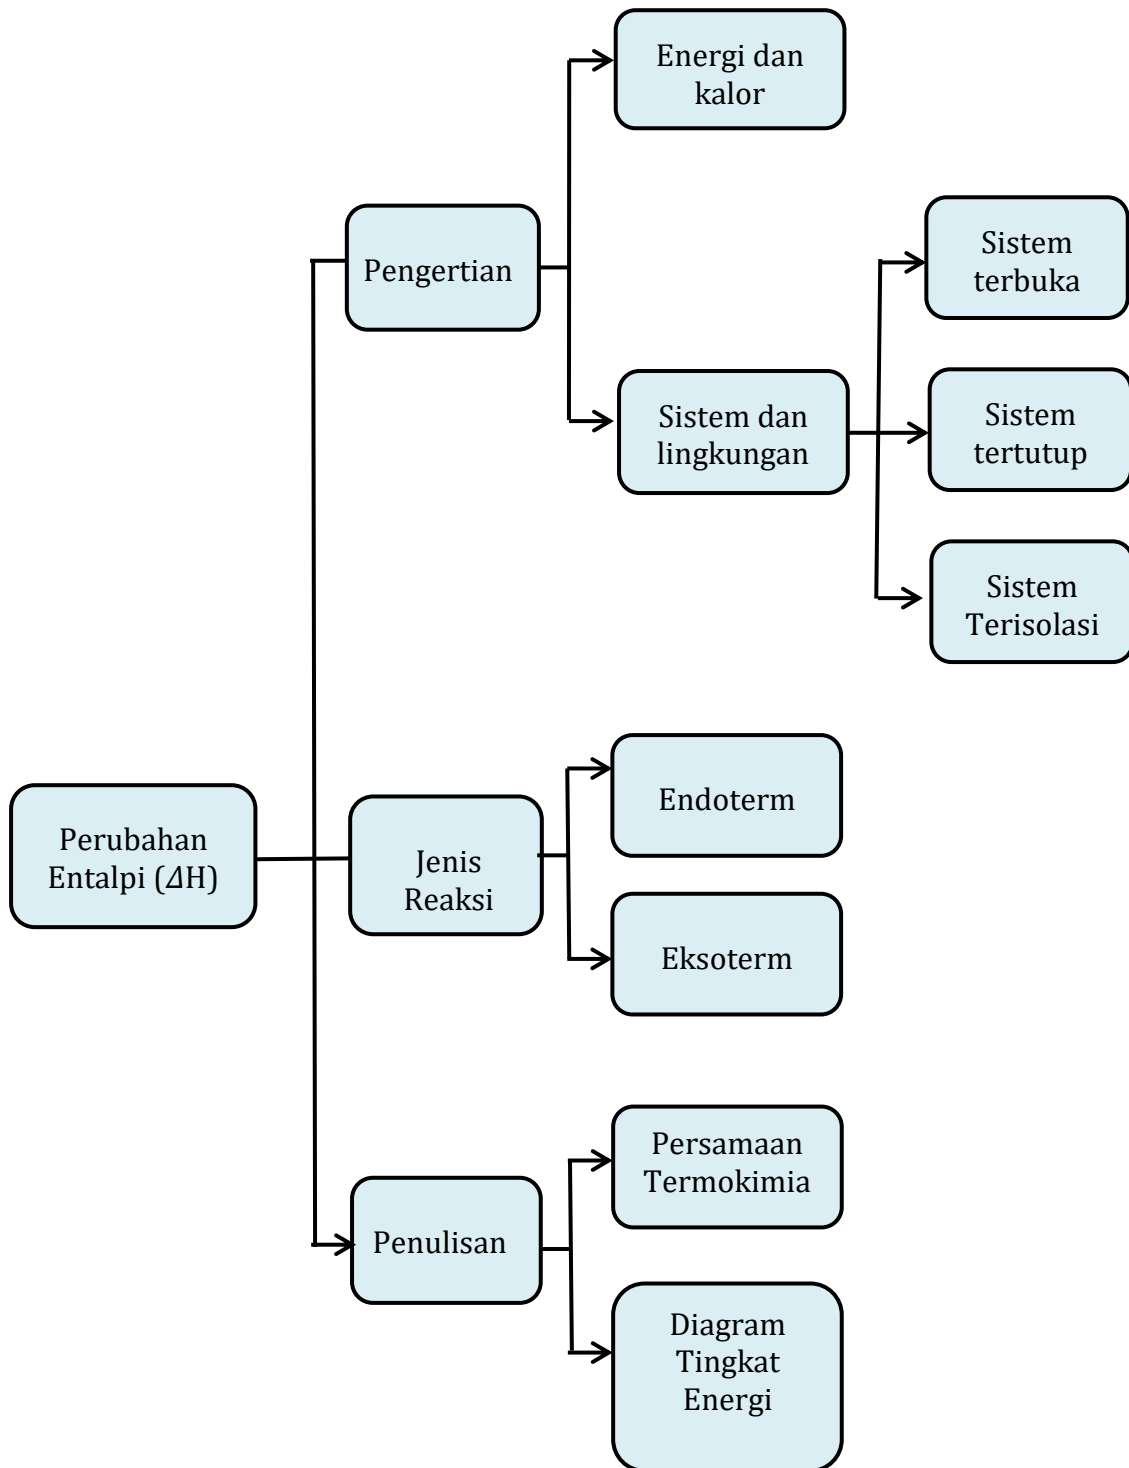 Energi dan
kalor
Pengertian
Sistem
terbuka
Sistem dan
lingkungan
Sistem
tertutup
Sistem
Terisolasi
Perubahan
Entalpi (ΔH)
Jenis
Reaksi
Endoterm
Eksoterm
Penulisan
Persamaan
Termokimia
Diagram
Tingkat
Energi